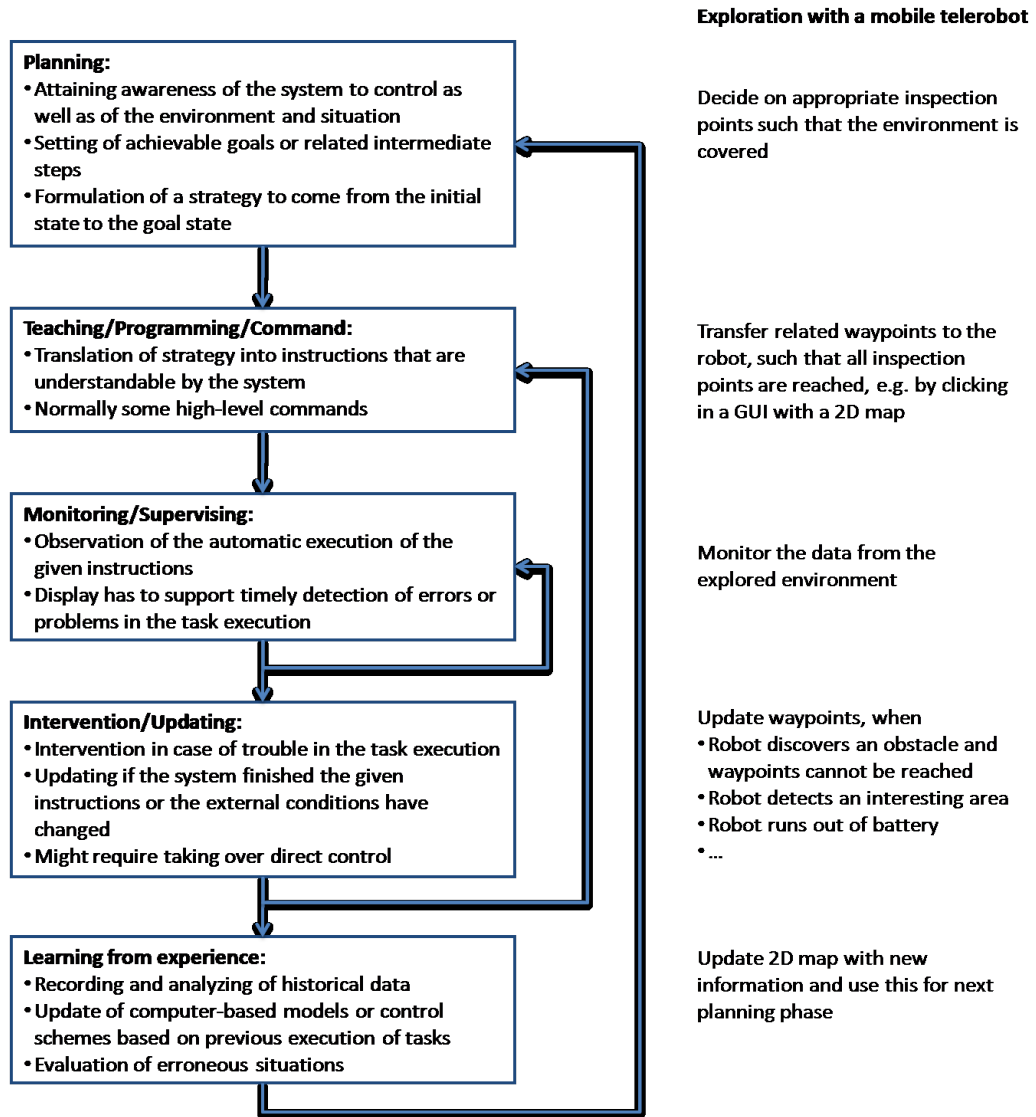 Exploration with a mobile telerobot
Planning:
• Attaining awareness of the system to control as
well as of the environment and situation
• Setting of achievable goals or related intermediate
steps
• Formulation of a strategy to come from the initial
state to the goal state
Decide on appropriate inspection
points such that the environment is
covered
Teaching/Programming/Command:
• Translation of strategy into instructions that are
understandable by the system
• Normally some high-level commands
Transfer related waypoints to the
robot, such that all inspection
points are reached, e.g. by clicking
in a GUI with a 2D map
Monitoring/Supervising:
• Observation of the automatic execution of the
given instructions
• Display has to support timely detection of errors or
problems in the task execution
Monitor the data from the
explored environment
Intervention/Updating:
• Intervention in case of trouble in the task execution
• Updating if the system finished the given
instructions or the external conditions have
changed
• Might require taking over direct control
Update waypoints, when
• Robot discovers an obstacle and
waypoints cannot be reached
• Robot detects an interesting area
• Robot runs out of battery
• ...
Learning from experience:
• Recording and analyzing of historical data
• Update of computer-based models or control
schemes based on previous execution of tasks
• Evaluation of erroneous situations
Update 2D map with new
information and use this for next
planning phase